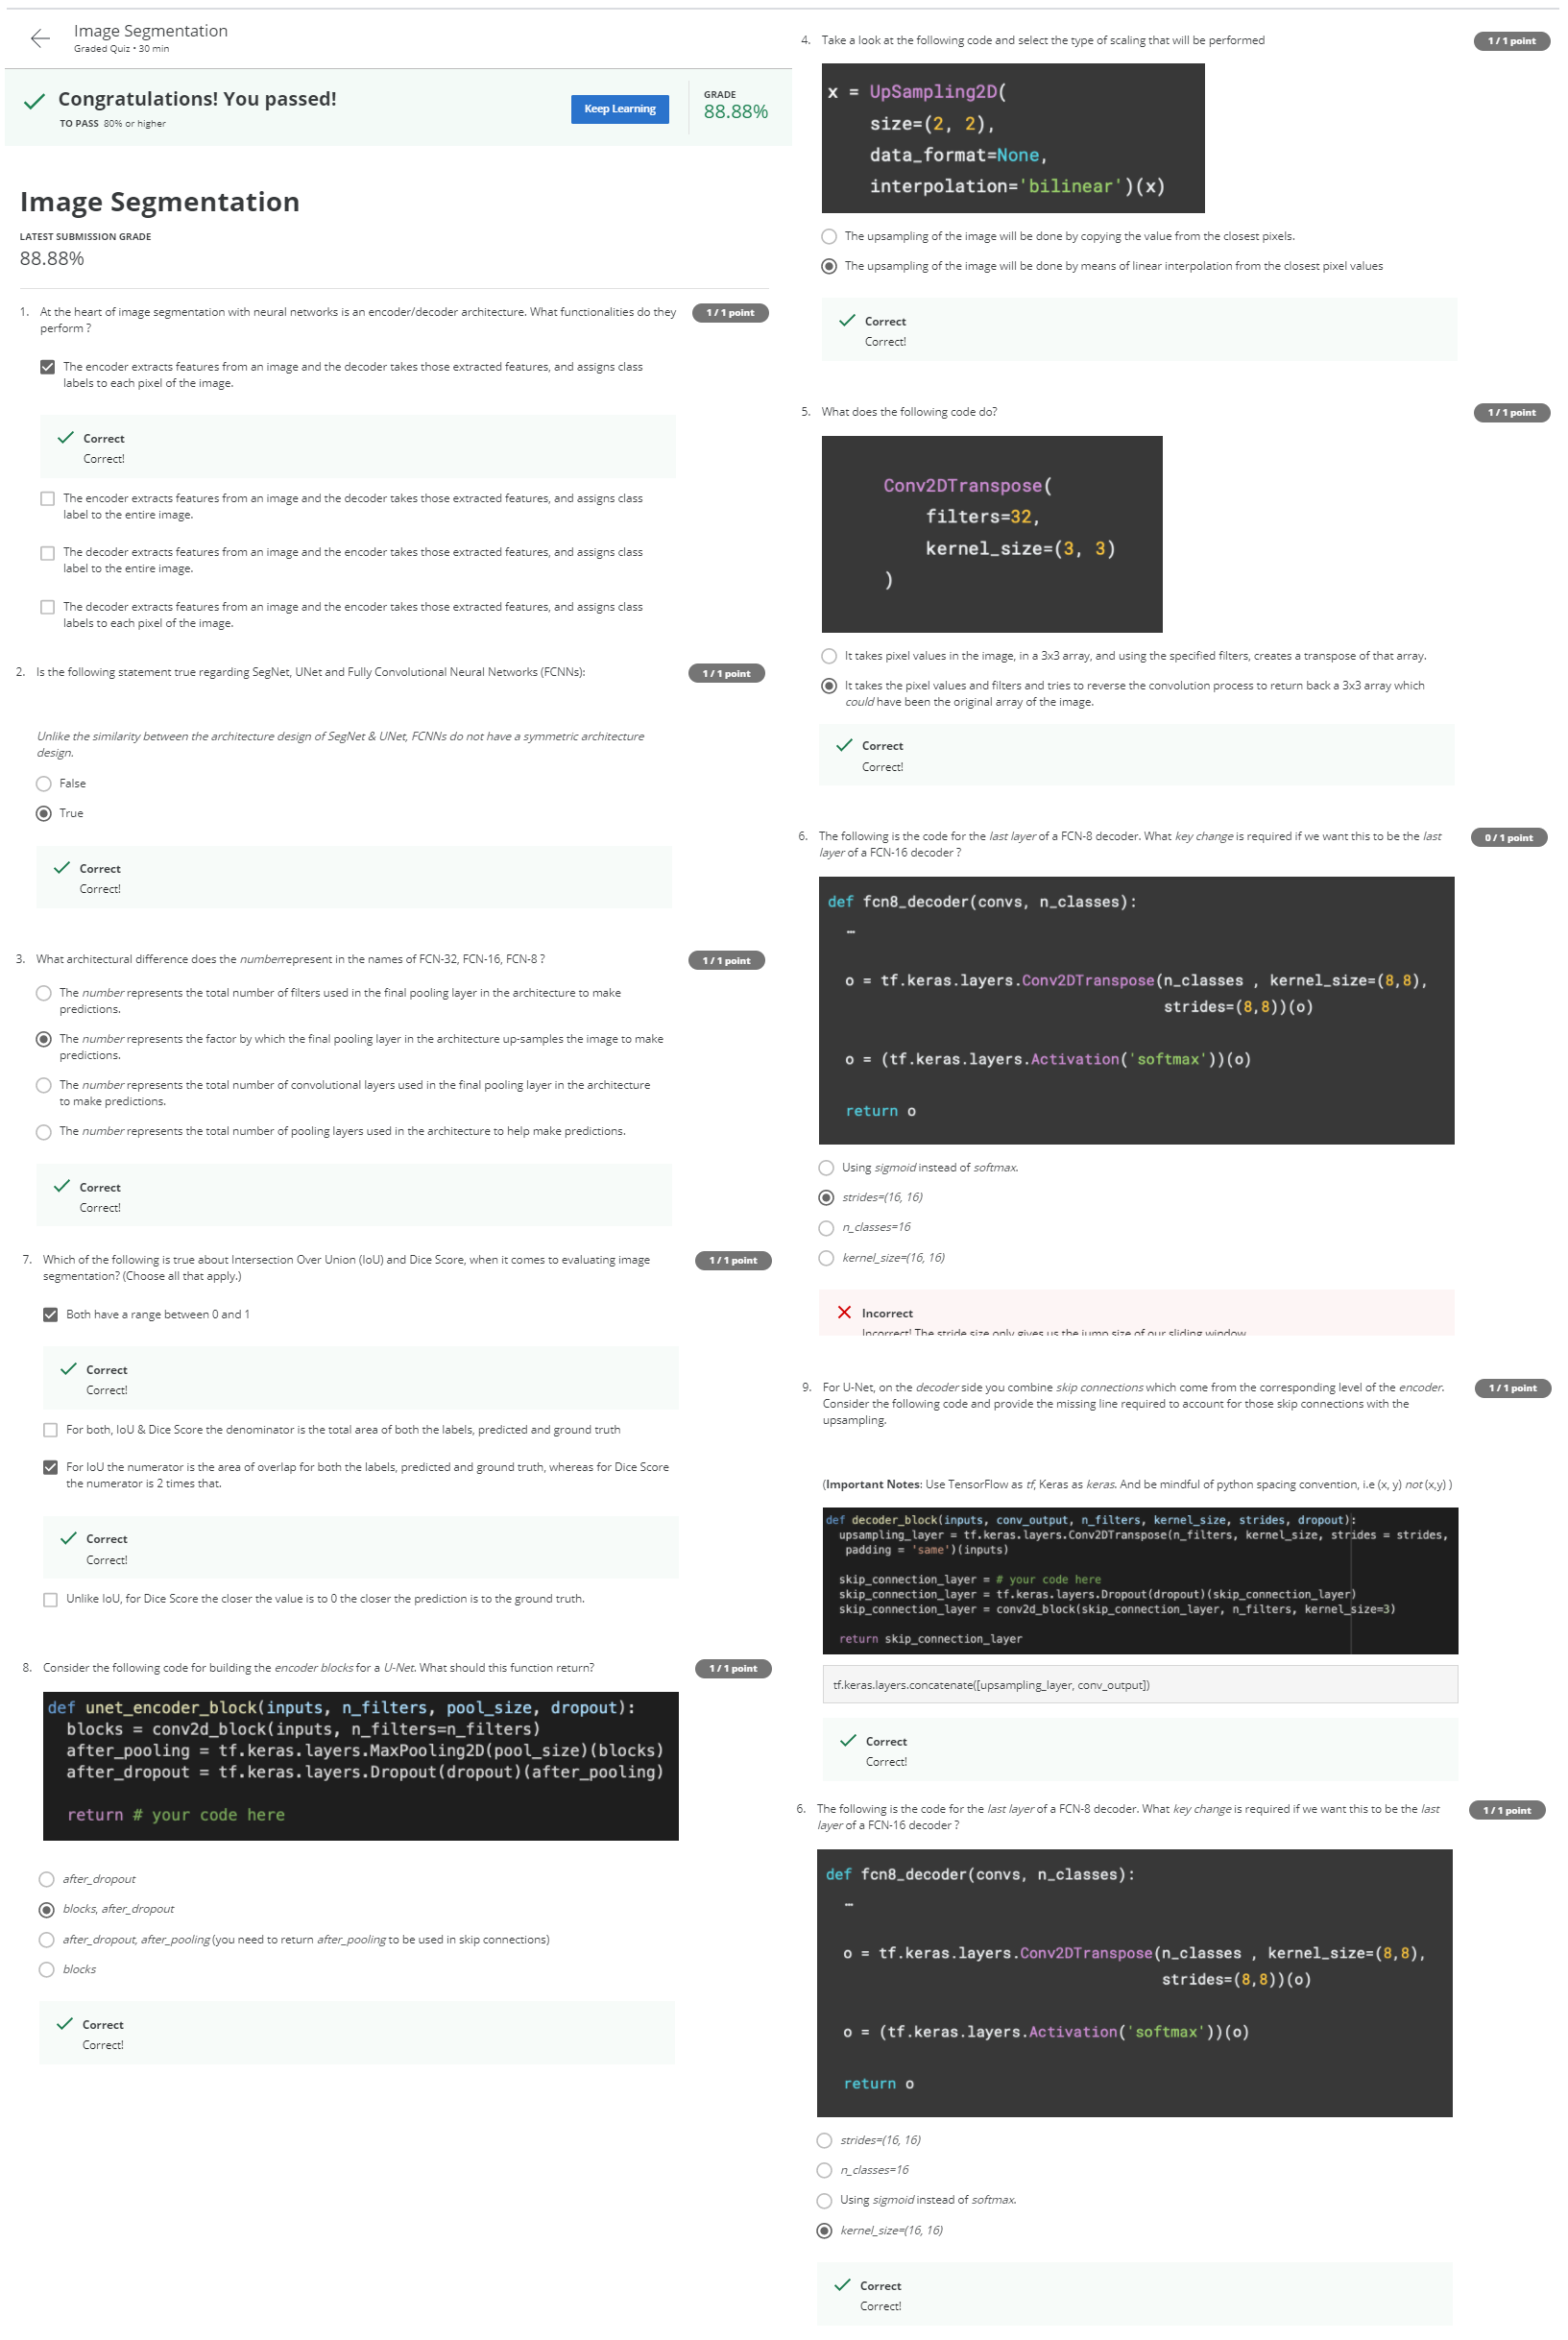 Image Segmentation
Graded Quiz • 30 min
Congratulations! You passed!
TO PASS 80% or higher
Keep Learning
GRADE
88.88%
Image Segmentation
LATEST SUBMISSION GRADE
88.88%
1. At the heart of image segmentation with neural networks is an encoder/decoder architecture. What functionalities do they
perform ?
1 / 1 point
The encoder extracts features from an image and the decoder takes those extracted features, and assigns class
labels to each pixel of the image.
Correct
Correct!
The encoder extracts features from an image and the decoder takes those extracted features, and assigns class
label to the entire image.
The decoder extracts features from an image and the encoder takes those extracted features, and assigns class
label to the entire image.
The decoder extracts features from an image and the encoder takes those extracted features, and assigns class
labels to each pixel of the image.
2. Is the following statement true regarding SegNet, UNet and Fully Convolutional Neural Networks (FCNNs):
1 / 1 point
Unlike the similarity between the architecture design of SegNet & UNet, FCNNs do not have a symmetric architecture
design.
False
True
Correct
Correct!
3. What architectural difference does the numberrepresent in the names of FCN-32, FCN-16, FCN-8 ?
1 / 1 point
The number represents the total number of filters used in the final pooling layer in the architecture to make
predictions.
The number represents the factor by which the final pooling layer in the architecture up-samples the image to make
predictions.
The number represents the total number of convolutional layers used in the final pooling layer in the architecture
to make predictions.
The number represents the total number of pooling layers used in the architecture to help make predictions.
Correct
Correct!
7. Which of the following is true about Intersection Over Union (IoU) and Dice Score, when it comes to evaluating image
segmentation? (Choose all that apply.)
1 / 1 point
Both have a range between 0 and 1
Correct
Correct!
For both, IoU & Dice Score the denominator is the total area of both the labels, predicted and ground truth
For IoU the numerator is the area of overlap for both the labels, predicted and ground truth, whereas for Dice Score
the numerator is 2 times that.
Correct
Correct!
Unlike IoU, for Dice Score the closer the value is to 0 the closer the prediction is to the ground truth.
8. Consider the following code for building the encoder blocks for a U-Net. What should this function return?
1 / 1 point
def unet_encoder_block(inputs, n_filters, pool_size, dropout):
blocks = conv2d_block(inputs, n_filters=n_filters)
after_pooling = tf.keras.layers.MaxPooling2D(pool_size)(blocks)
after_dropout = tf.keras.layers.Dropout(dropout)(after_pooling)
return # your code here
after_dropout
blocks, after_dropout
after_dropout, after_pooling (you need to return after_pooling to be used in skip connections)
blocks
Correct
Correct!
4. Take a look at the following code and select the type of scaling that will be performed
1 / 1 point
x = UpSampling2D(
size=(2, 2),
data_format=None,
interpolation='bilinear')(x)
The upsampling of the image will be done by copying the value from the closest pixels.
The upsampling of the image will be done by means of linear interpolation from the closest pixel values
Correct
Correct!
5. What does the following code do?
1 / 1 point
Conv2DTranspose(
filters=32,
kernel_size=(3, 3)
)
It takes pixel values in the image, in a 3x3 array, and using the specified filters, creates a transpose of that array.
It takes the pixel values and filters and tries to reverse the convolution process to return back a 3x3 array which
could have been the original array of the image.
Correct
Correct!
6. The following is the code for the last layer of a FCN-8 decoder. What key change is required if we want this to be the last
layer of a FCN-16 decoder ?
0 / 1 point
def fcn8_decoder(convs, n_classes):
…
o = tf.keras.layers.Conv2DTranspose(n_classes , kernel_size=(8,8),
strides=(8,8))(o)
o = (tf.keras.layers.Activation('softmax'))(o)
return o
Using sigmoid instead of softmax.
strides=(16, 16)
n_classes=16
kernel_size=(16, 16)
Incorrect
Incorrect! The stride size only gives us the jump size of our sliding window
9. For U-Net, on the decoder side you combine skip connections which come from the corresponding level of the encoder.
Consider the following code and provide the missing line required to account for those skip connections with the
upsampling.
1 / 1 point
(Important Notes: Use TensorFlow as tf, Keras as keras. And be mindful of python spacing convention, i.e (x, y) not (x,y) )
def decoder_block(inputs, conv_output, n_filters, kernel_size, strides, dropout):
upsampling_layer = tf.keras.layers.Conv2DTranspose(n_filters, kernel_size, strides = strides,
padding = 'same')(inputs)
skip_connection_layer = # your code here
skip_connection_layer = tf.keras.layers.Dropout(dropout)(skip_connection_layer)
skip_connection_layer = conv2d_block(skip_connection_layer, n_filters, kernel_size=3)
return skip_connection_layer
tf.keras.layers.concatenate([upsampling_layer, conv_output])
Correct
Correct!
6. The following is the code for the last layer of a FCN-8 decoder. What key change is required if we want this to be the last
layer of a FCN-16 decoder ?
1 / 1 point
def fcn8_decoder(convs, n_classes):
…
o = tf.keras.layers.Conv2DTranspose(n_classes , kernel_size=(8,8),
strides=(8,8))(o)
o = (tf.keras.layers.Activation('softmax'))(o)
return o
strides=(16, 16)
n_classes=16
Using sigmoid instead of softmax.
kernel_size=(16, 16)
Correct
Correct!